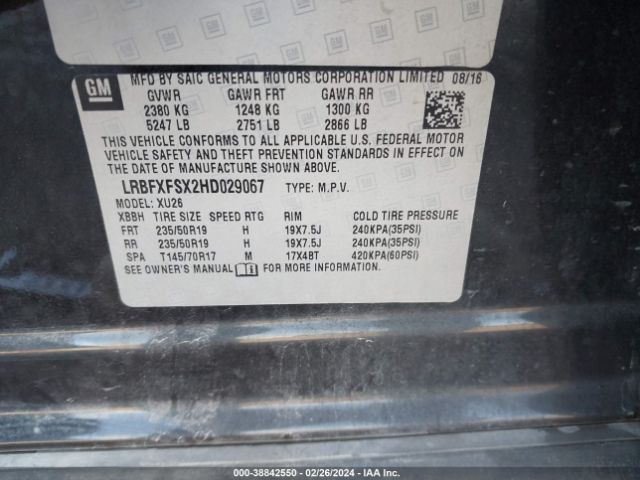 GM
MFD BY SAIC GENERAL MOTORS CORPORATION LIMITED 08/16
GVWR GAWR FRT GAWR RR
2380 KG 1248 KG 1300 KG
5247 LB 2751 LB 2866 LB
THIS VEHICLE CONFORMS TO ALL APPLICABLE U.S. FEDERAL MOTOR
VEHICLE SAFETY AND THEFT PREVENTION STANDARDS IN EFFECT ON
THE DATE OF MANUFACTURE SHOWN ABOVE.
LRBFXFSX2HD029067 TYPE: M.P.V.
MODEL: XU26
XBBH TIRE SIZE SPEED RTG RIM COLD TIRE PRESSURE
FRT 235/50R19 H 19X7.5J 240KPA(35PSI)
RR 235/50R19 H 19X7.5J 240KPA(35PSI)
SPA T145/70R17 M 17X4BT 420KPA(60PSI)
SEE OWNER'S MANUAL FOR MORE INFORMATION.
000-38842550 - 02/26/2024 - IAA Inc.